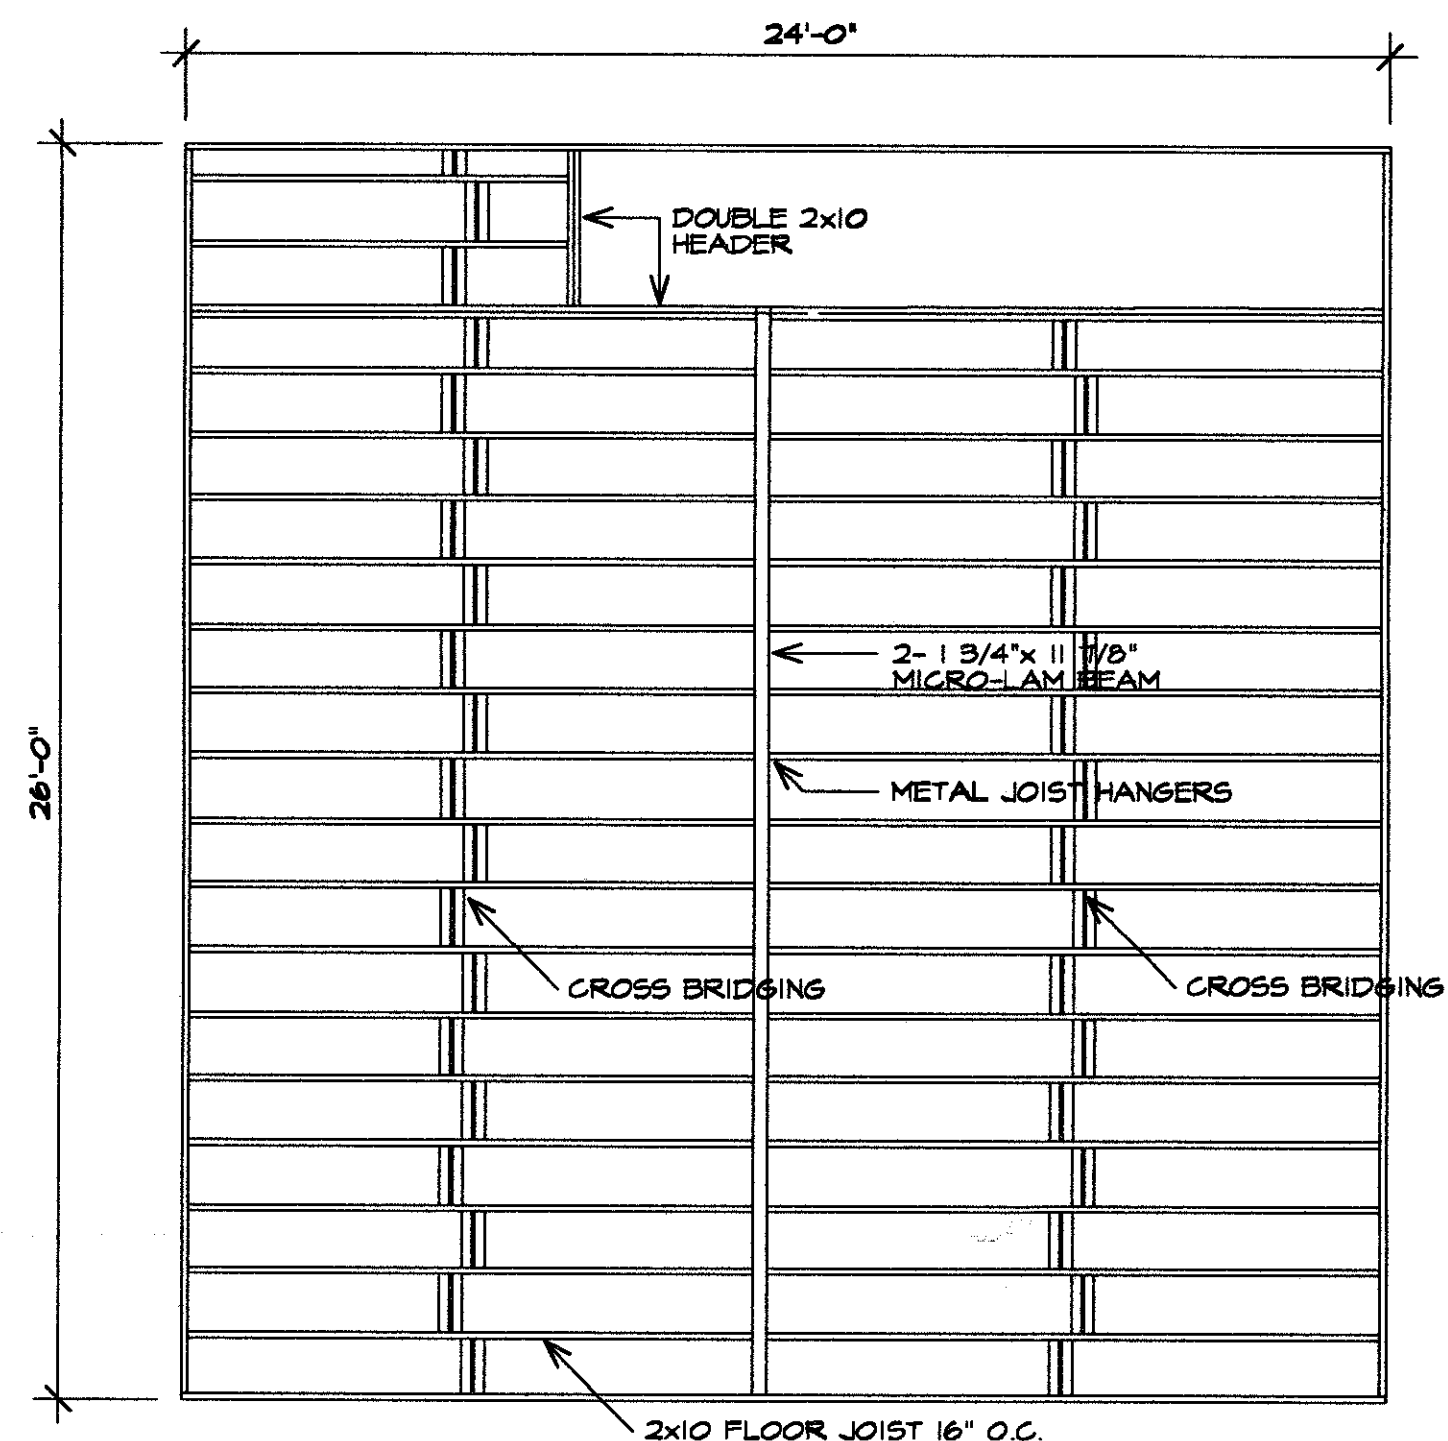 24'-0"
DOUBLE 2x10
HEADER
2- 1 3/4"x 11 7/8"
MICRO-LAM BEAM
26'-0"
METAL JOIST HANGERS
CROSS BRIDGING
CROSS BRIDGING
2x10 FLOOR JOIST 16" O.C.